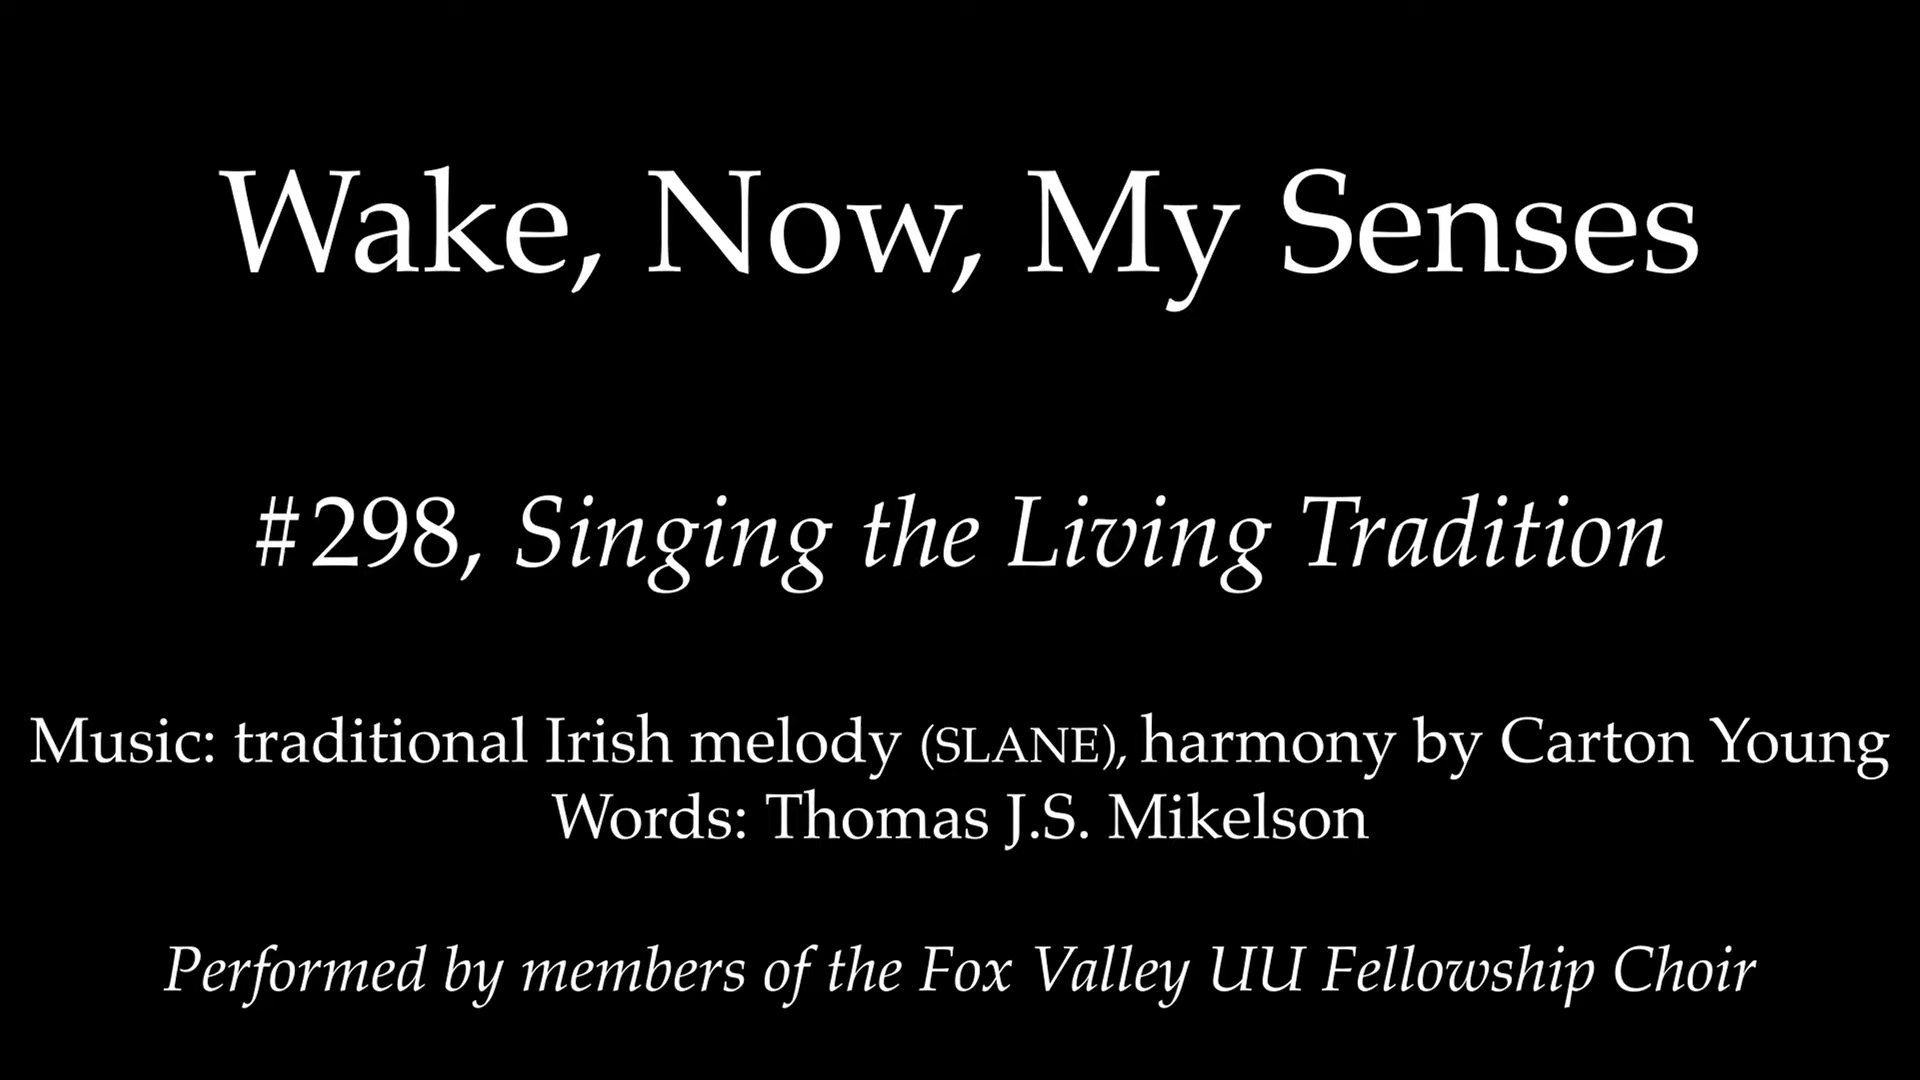 Wake, Now, My Senses
#298, Singing the Living Tradition
Music: traditional Irish melody (SLANE), harmony by Carton Young
Words: Thomas J.S. Mikelson
Performed by members of the Fox Valley UU Fellowship Choir